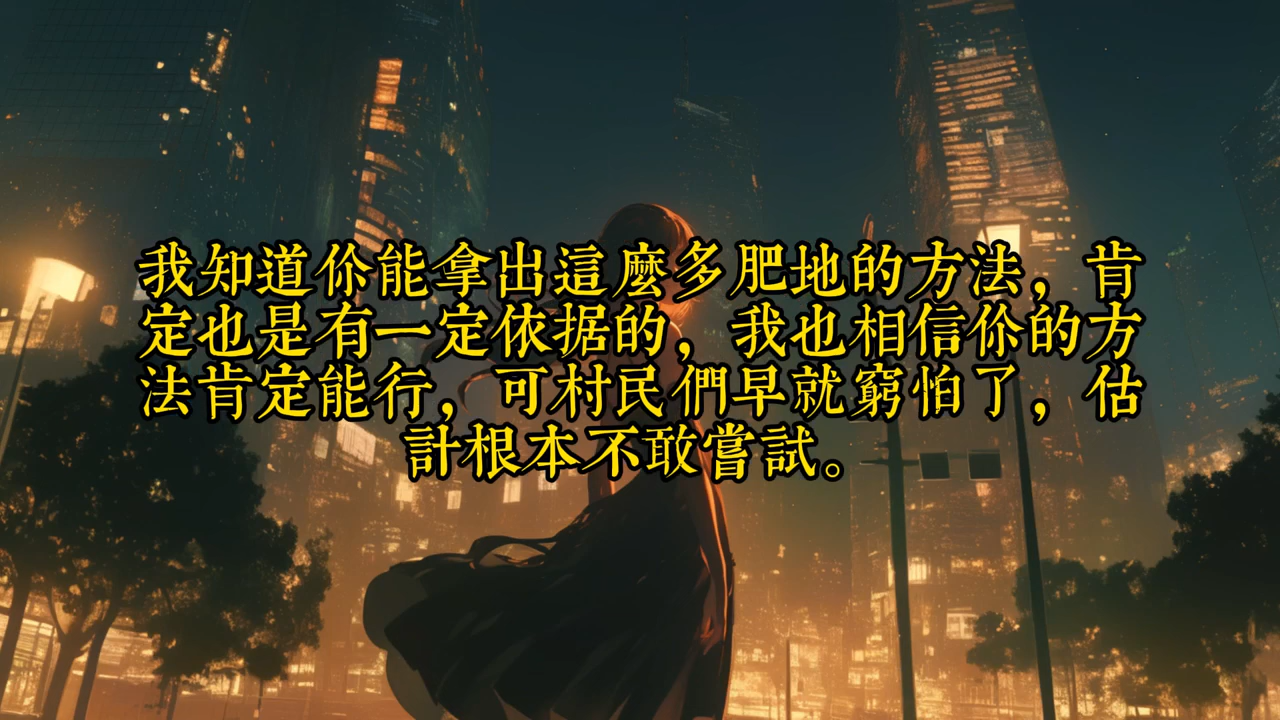 我知道你能拿出這麼多肥地的方法，肯
定也是有一定依据的，我也相信你的方
法肯定能行，可村民們早就窮怕了，估
計根本不敢嘗試。